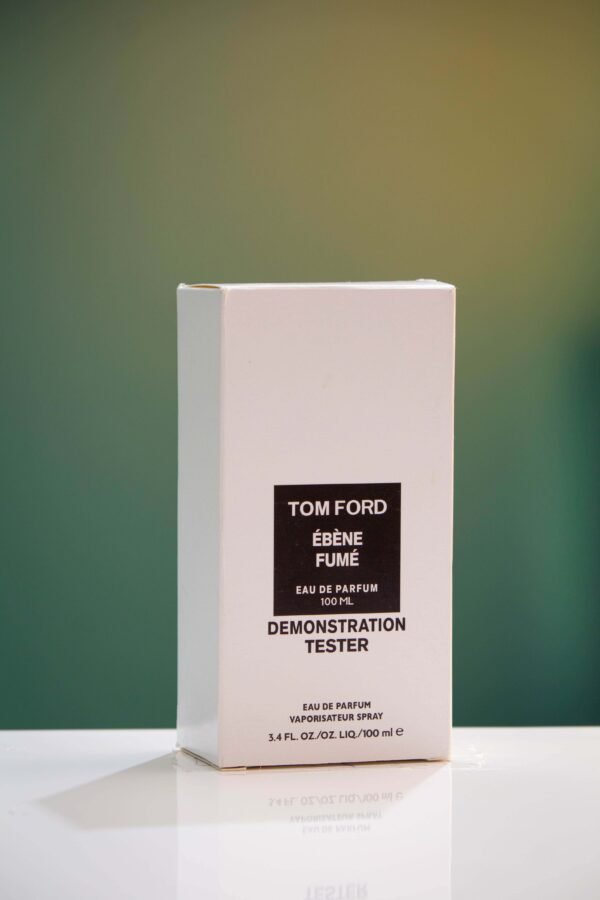 TOM FORD
ÉBÈNE
FUMÉ
EAU DE PARFUM
100 ML
DEMONSTRATION
TESTER
EAU DE PARFUM
VAPORISATEUR SPRAY
3.4 FL. OZ./OZ. LIQ./100 ml ℮